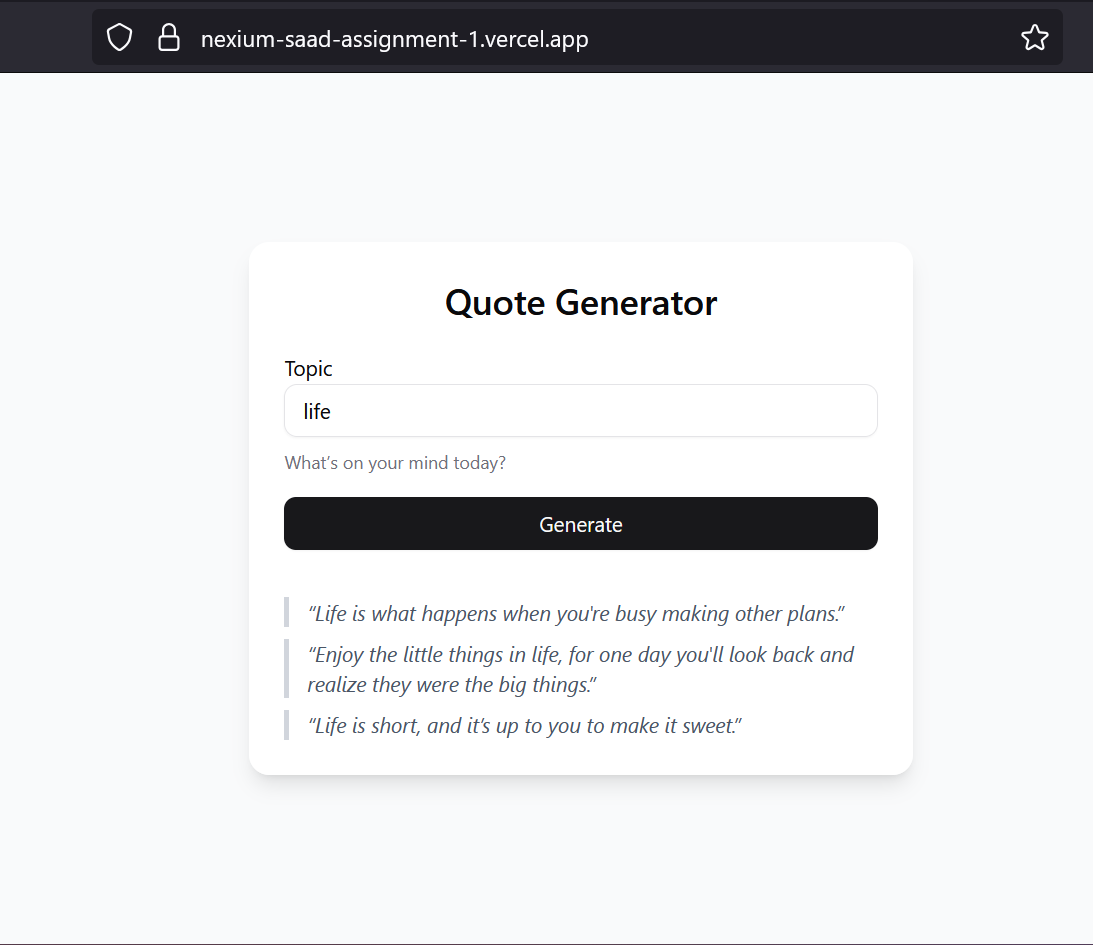 nexium-saad-assignment-1.vercel.app
Quote Generator
Topic
life
What’s on your mind today?
Generate
“Life is what happens when you're busy making other plans.”
“Enjoy the little things in life, for one day you'll look back and
realize they were the big things.”
“Life is short, and it’s up to you to make it sweet.”